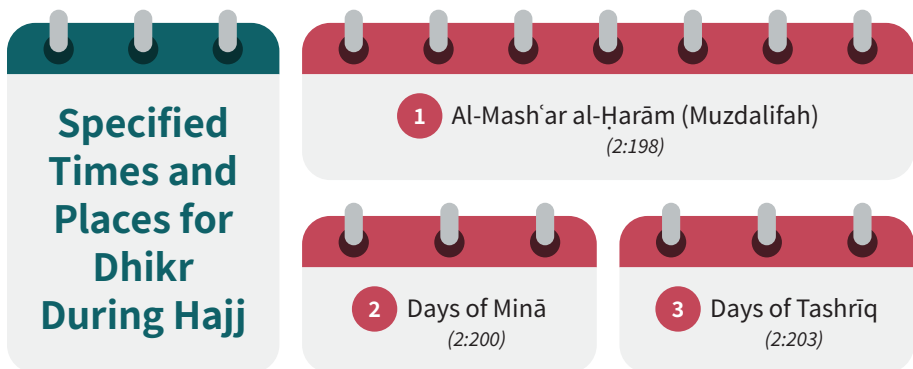 Specified
Times and
Places for
Dhikr
During Hajj
1 Al-Mashʿar al-Ḥarām (Muzdalifah)
(2:198)
2 Days of Minā
(2:200)
3 Days of Tashrīq
(2:203)